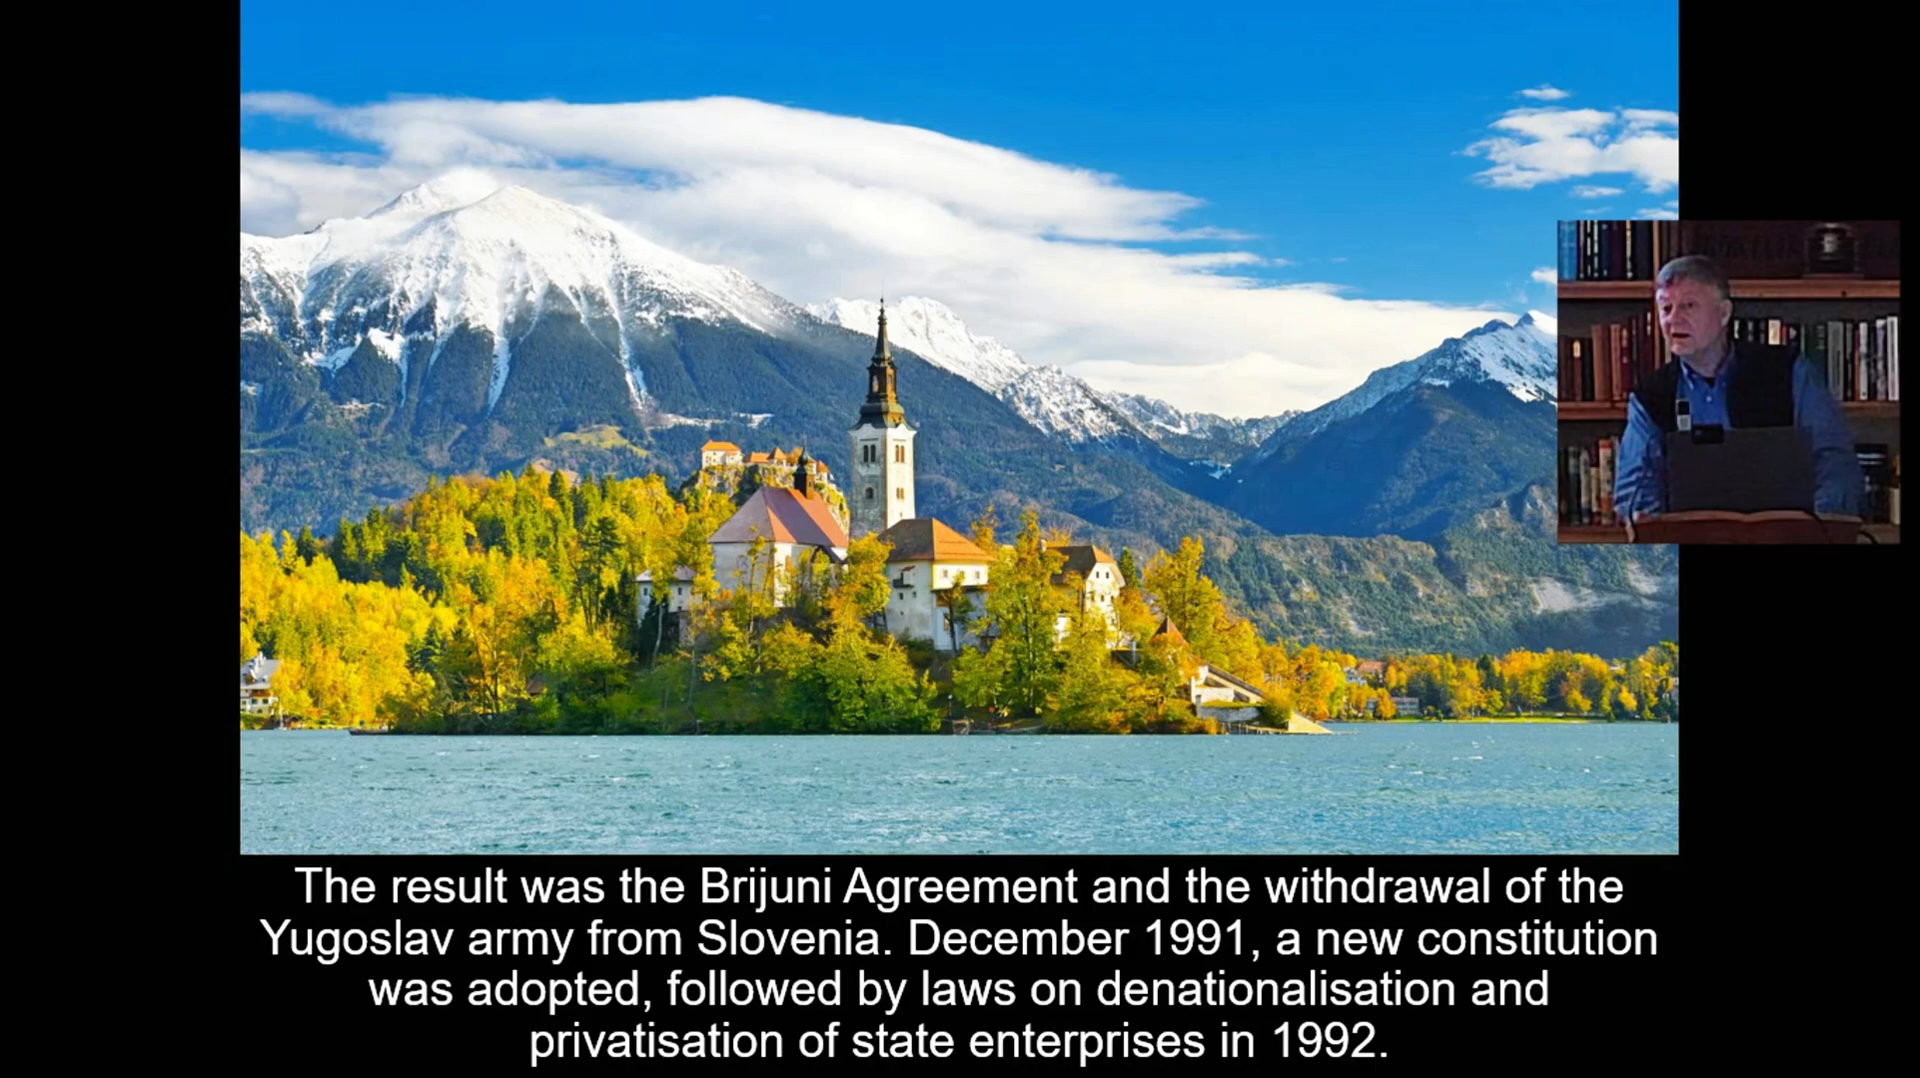 The result was the Brijuni Agreement and the withdrawal of the
Yugoslav army from Slovenia. December 1991, a new constitution
was adopted, followed by laws on denationalisation and
privatisation of state enterprises in 1992.